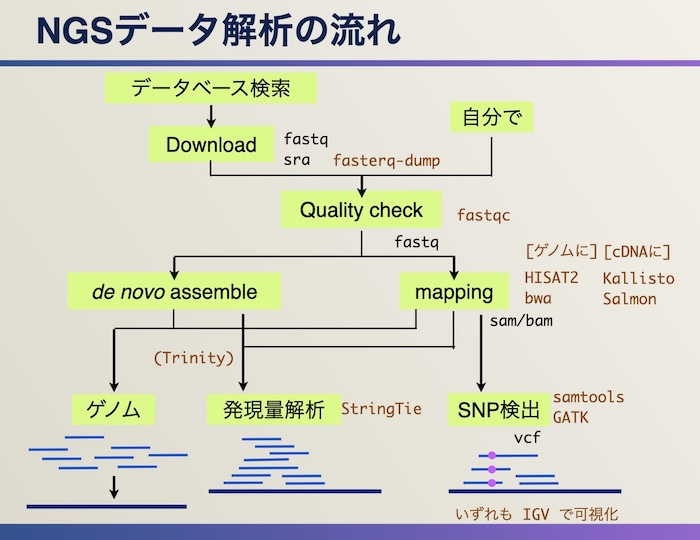 NGSデータ解析の流れ
データベース検索
自分で
Download
fastq
sra
fasterq-dump
Quality check
fastqc
fastq
[ゲノムに] [cDNAに]
HISAT2
Kallisto
bwa
Salmon
de novo assemble
mapping
sam/bam
(Trinity)
ゲノム
発現量解析
StringTie
SNP検出
samtools
GATK
vcf
いずれも IGV で可視化